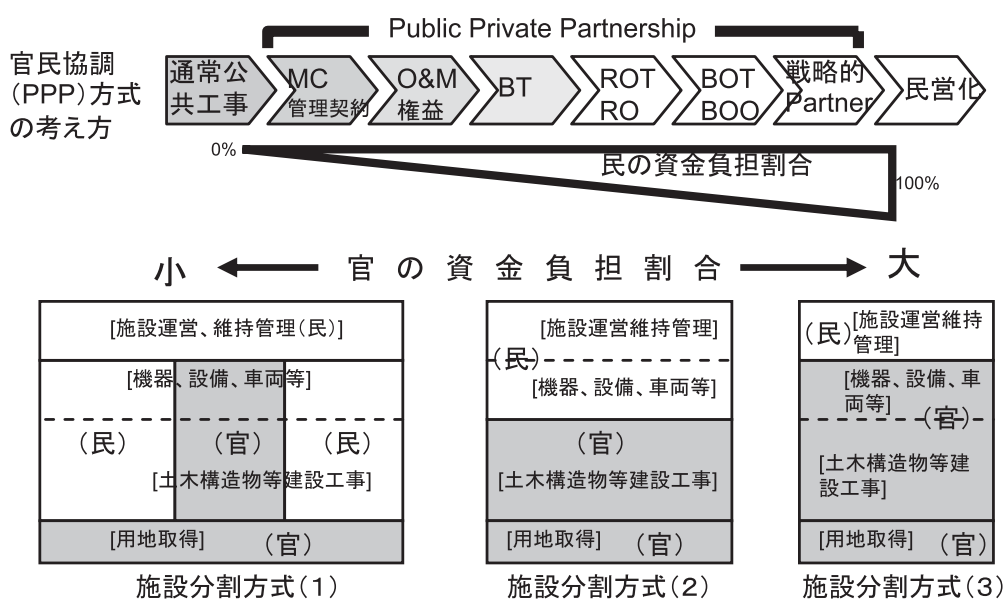 Public Private Partnership
官民協調
（PPP）方式
の考え方
通常公
共工事
MC
管理契約
O&M
権益
BT
ROT
RO
BOT
BOO
戦略的
Partner
民営化
0%
民の資金負担割合
100%
小
官の資金負担割合
大
[施設運営、維持管理（民）]
[機器、設備、車両等]
（民）
（官）
（民）
[土木構造物等建設工事]
[用地取得]
（官）
施設分割方式（1）
[施設運営維持管理]
（民）
[機器、設備、車両等]
（官）
[土木構造物等建設工事]
[用地取得]
（官）
施設分割方式（2）
（民）
[施設運営維持
管理]
[機器、設備、車
両等]
（官）
[土木構造物等建
設工事]
[用地取得]
（官）
施設分割方式（3）